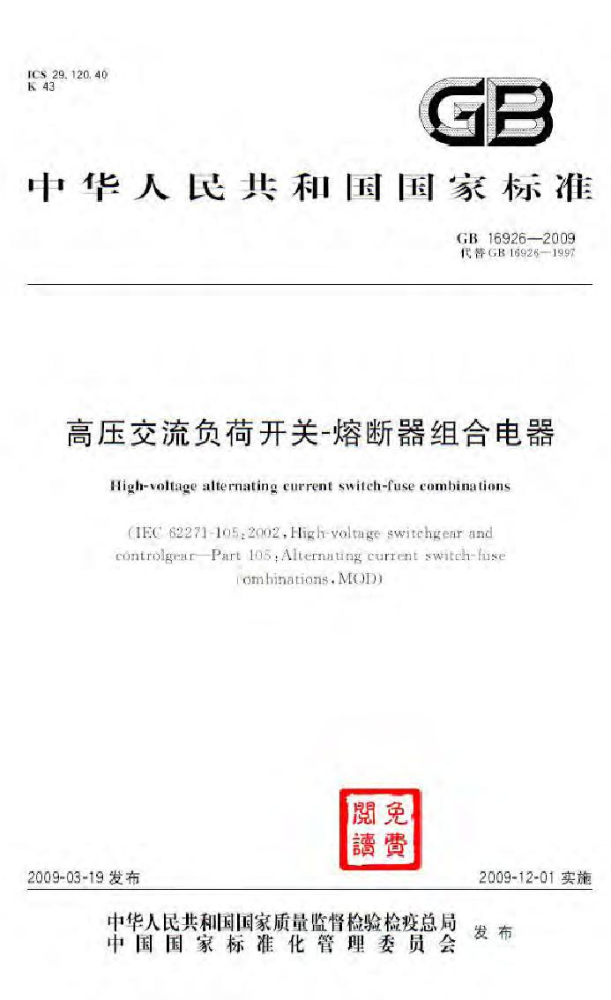 ICS 29.120.40
K 43
GB
中华人民共和国国家标准
GB 16926—2009
代替GB 16926—1997
高压交流负荷开关-熔断器组合电器
High-voltage alternating current switch-fuse combinations
(IEC 62271-105:2002,High-voltage switchgear and
controlgear—Part 105:Alternating current switch-fuse
combinations,MOD)
免費
閲讀
2009-03-19 发布
2009-12-01 实施
中华人民共和国国家质量监督检验检疫总局
中国国家标准化管理委员会
发布